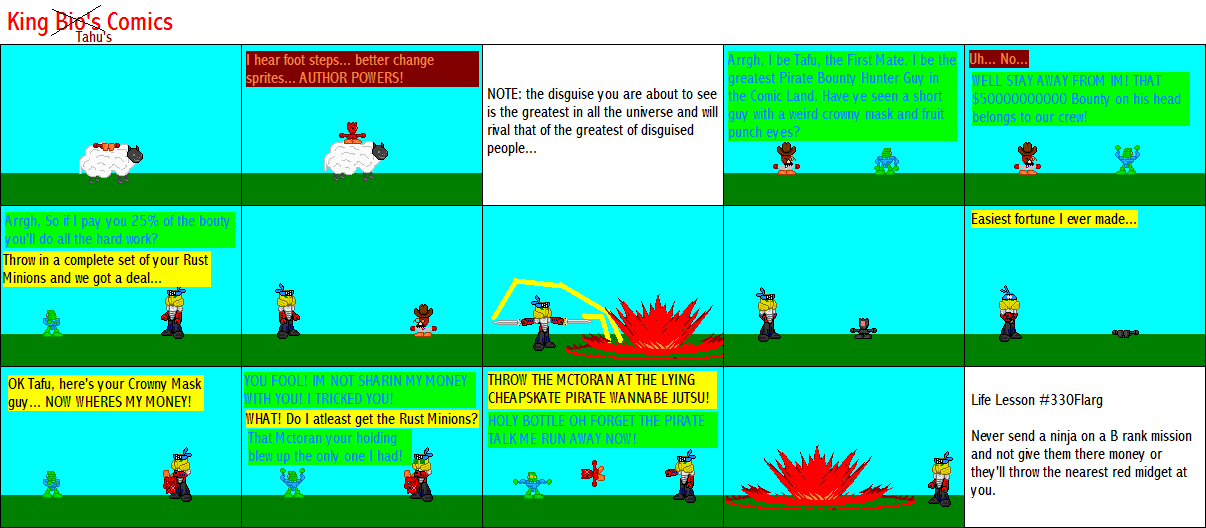 King Bio's Comics
Tahu's
I hear foot steps... better change
sprites... AUTHOR POWERS!
NOTE: the disguise you are about to see
is the greatest in all the universe and will
rival that of the greatest of disguised
people...
Arrgh, I be Tafu, the First Mate. I be the
greatest Pirate Bounty Hunter Guy in
the Comic Land. Have ye seen a short
guy with a weird crowny mask and fruit
punch eyes?
Uh... No...
WELL STAY AWAY FROM IM! THAT
$50000000000 Bounty on his head
belongs to our crew!
Arrgh, So if I pay you 25% of the bouty
you'll do all the hard work?
Throw in a complete set of your Rust
Minions and we got a deal...
Easiest fortune I ever made...
OK Tafu, here's your Crowny Mask
guy... NOW WHERES MY MONEY!
YOU FOOL! IM NOT SHARIN MY MONEY
WITH YOU! I TRICKED YOU!
WHAT! Do I atleast get the Rust Minions?
That Mctoran your holding
blew up the only one I had!
THROW THE MCTORAN AT THE LYING
CHEAPSKATE PIRATE WANNABE JUTSU!
HOLY BOTTLE OH FORGET THE PIRATE
TALK ME RUN AWAY NOW!
Life Lesson #330Flarg
Never send a ninja on a B rank mission
and not give them there money or
they'll throw the nearest red midget at
you.